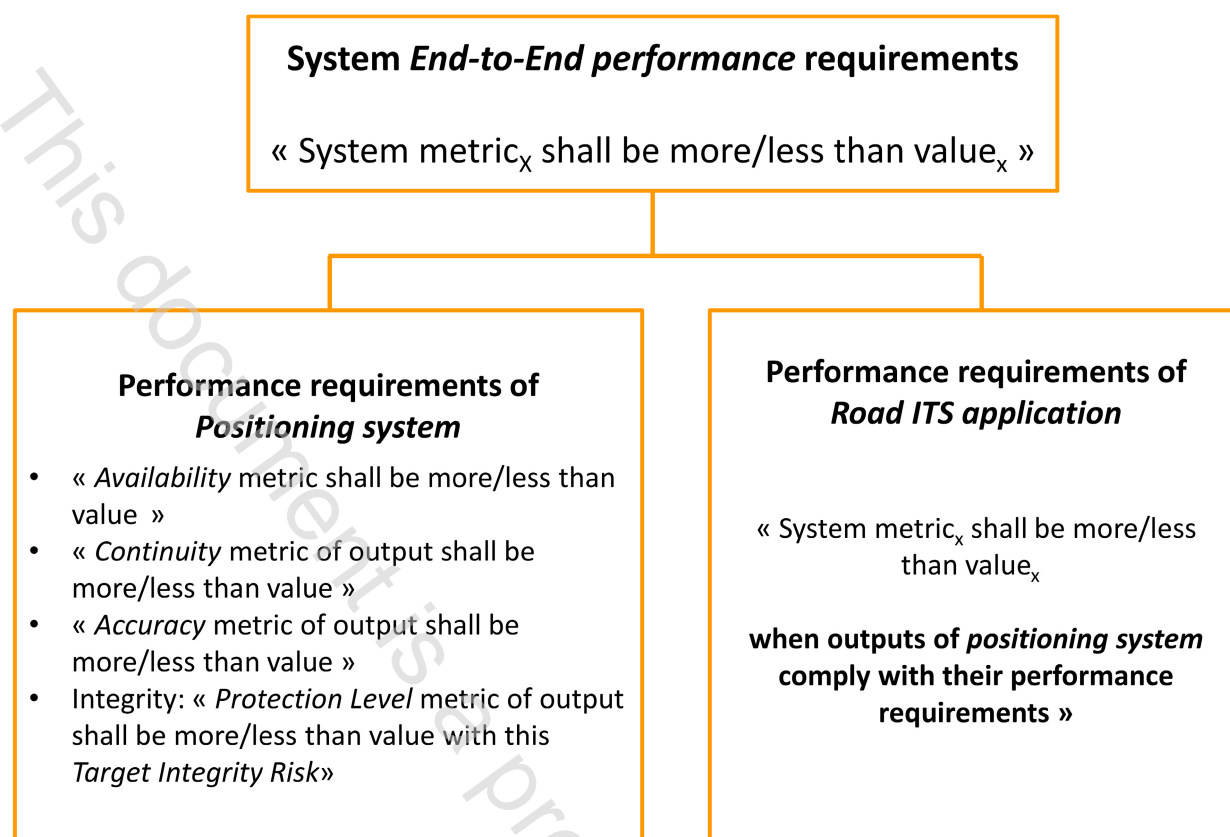 System End-to-End performance requirements
« System metricX shall be more/less than valuex »
Performance requirements of
Positioning system
• « Availability metric shall be more/less than
value »
• « Continuity metric of output shall be
more/less than value »
• « Accuracy metric of output shall be
more/less than value »
• Integrity: « Protection Level metric of output
shall be more/less than value with this
Target Integrity Risk»
Performance requirements of
Road ITS application
« System metricx shall be more/less
than valuex
when outputs of positioning system
comply with their performance
requirements »
This document is a pre